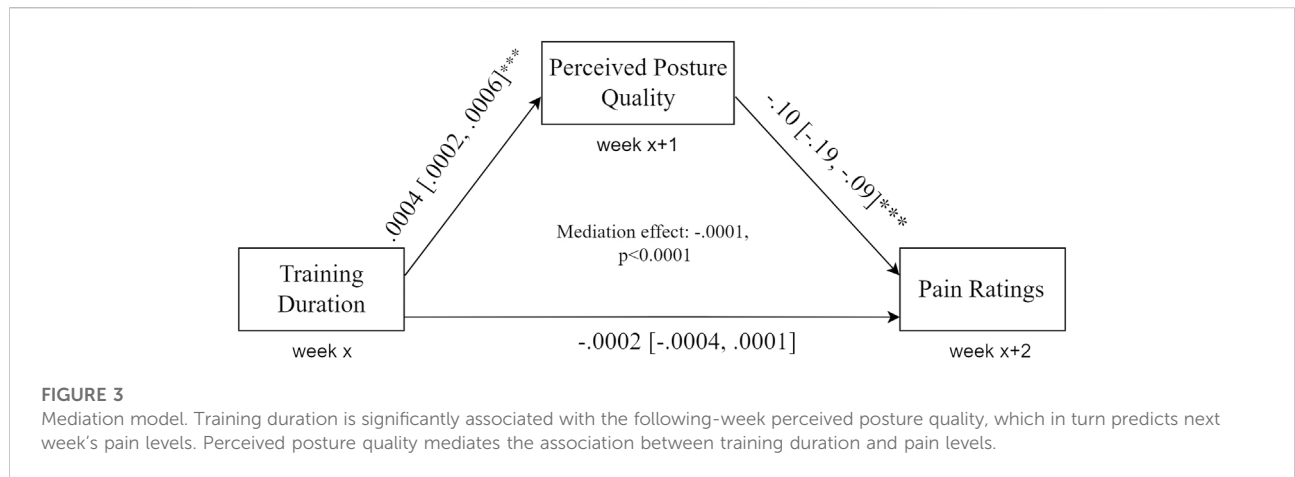 Perceived Posture
Quality
week x+1
.0004 [.0002, .0006]***
-.10 [-.19, -.09]***
Mediation effect: -.0001,
p<0.0001
Training
Duration
week x
Pain Ratings
week x+2
-.0002 [-.0004, .0001]
FIGURE 3
Mediation model. Training duration is significantly associated with the following-week perceived posture quality, which in turn predicts next
week's pain levels. Perceived posture quality mediates the association between training duration and pain levels.